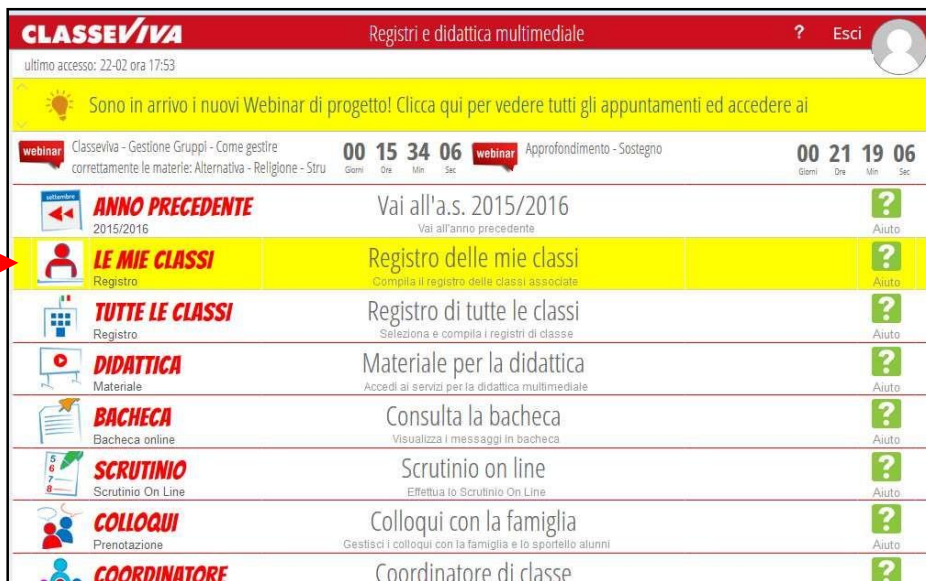 CLASSEVIVA Registri e didattica multimediale ? Esci
ultimo accesso: 22-02 ora 17:53
Sono in arrivo i nuovi Webinar di progetto! Clicca qui per vedere tutti gli appuntamenti ed accedere ai
webinar Classeviva - Gestione Gruppi - Come gestire
correttamente le materie: Alternativa - Religione - Stru
00 15 34 06
Giorni Ore Min Sec
webinar Approfondimento - Sostegno
00 21 19 06
Giorni Ore Min Sec
settembre
ANNO PRECEDENTE Vai all'a.s. 2015/2016 ?
2015/2016 Vai all'anno precedente Aiuto
LE MIE CLASSI Registro delle mie classi ?
Registro Compila il registro delle classi associate Aiuto
TUTTE LE CLASSI Registro di tutte le classi ?
Registro Seleziona e compila i registri di classe Aiuto
DIDATTICA Materiale per la didattica ?
Materiale Accedi ai servizi per la didattica multimediale Aiuto
BACHECA Consulta la bacheca ?
Bacheca online Visualizza i messaggi in bacheca Aiuto
5
6
7
8
SCRUTINIO Scrutinio on line ?
Scrutinio On Line Effettua lo Scrutinio On Line Aiuto
COLLOQUI Colloqui con la famiglia ?
Prenotazione Gestisci i colloqui con la famiglia e lo sportello alunni Aiuto
COORDINATORE Coordinatore di classe ?